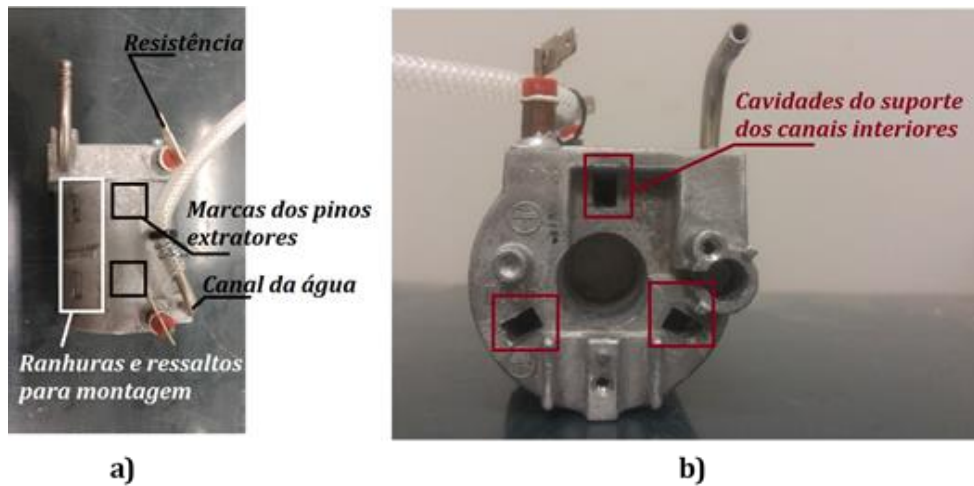 Resistência
Marcas dos pinos
extratores
Canal da água
Ranhuras e ressaltos
para montagem
a)
Cavidades do suporte
dos canais interiores
b)